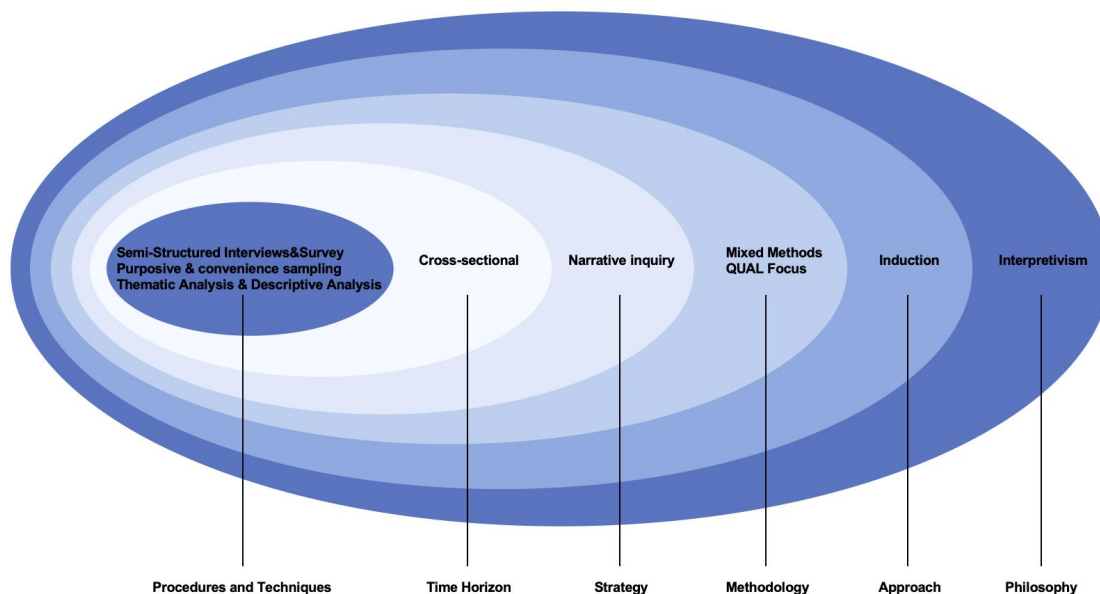 Semi-Structured Interviews&Survey
Purposive & convenience sampling
Thematic Analysis & Descriptive Analysis
Cross-sectional
Narrative inquiry
Mixed Methods
QUAL Focus
Induction
Interpretivism
Procedures and Techniques
Time Horizon
Strategy
Methodology
Approach
Philosophy